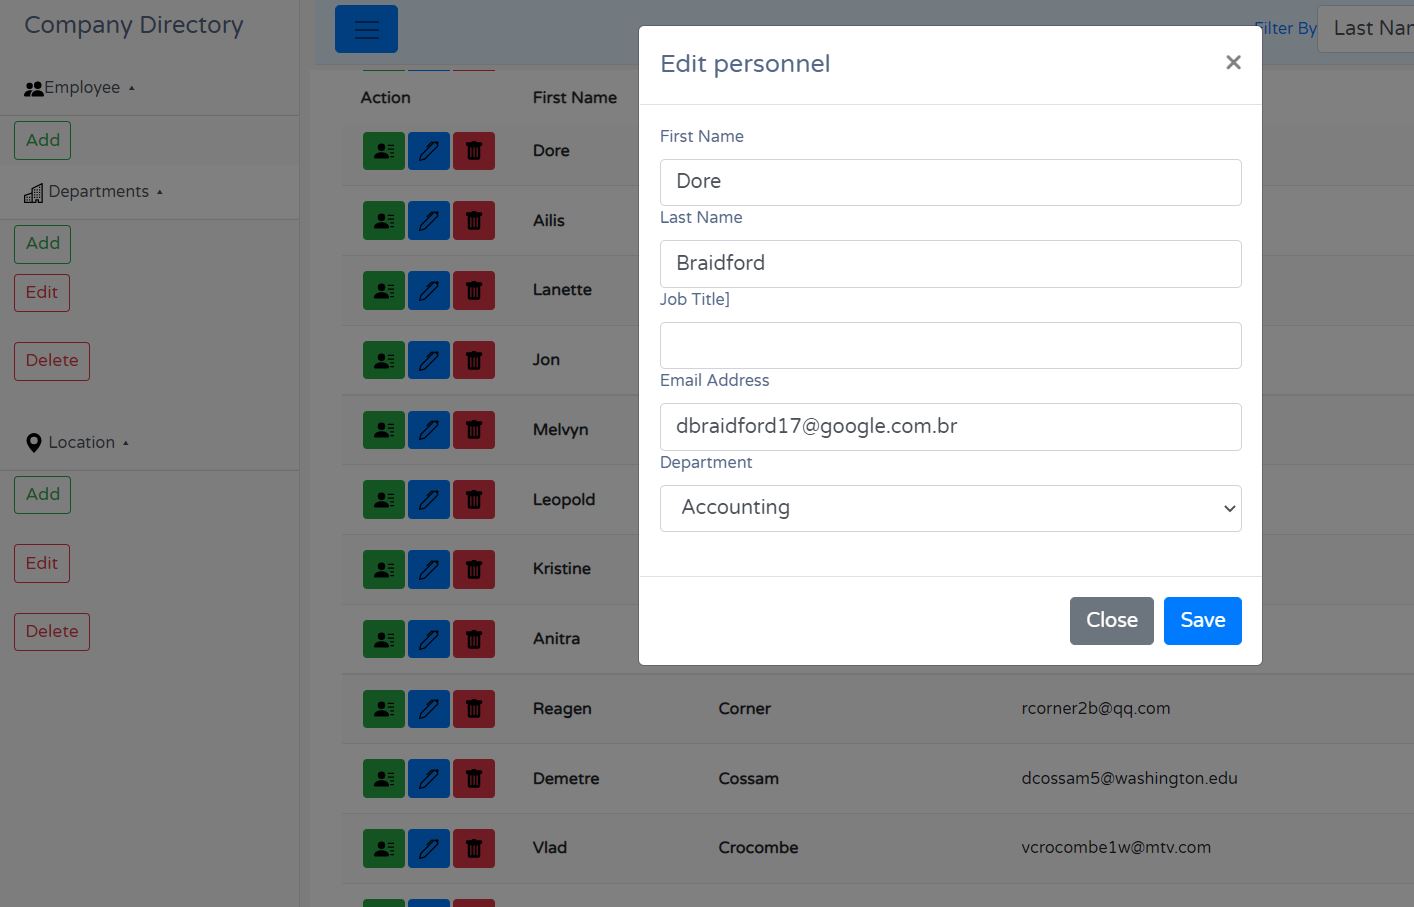 Company Directory
Employee
Add
Departments
Add
Edit
Delete
Location
Add
Edit
Delete
Filter By
Last Nar
Action
First Name
Dore
Ailis
Lanette
Jon
Melvyn
Leopold
Kristine
Anitra
Reagen Corner rcorner2b@qq.com
Demetre Cossam dcossam5@washington.edu
Vlad Crocombe vcrocombe1w@mtv.com
Edit personnel
First Name
Dore
Last Name
Braidford
Job Title]
Email Address
dbraidford17@google.com.br
Department
Accounting
Close
Save